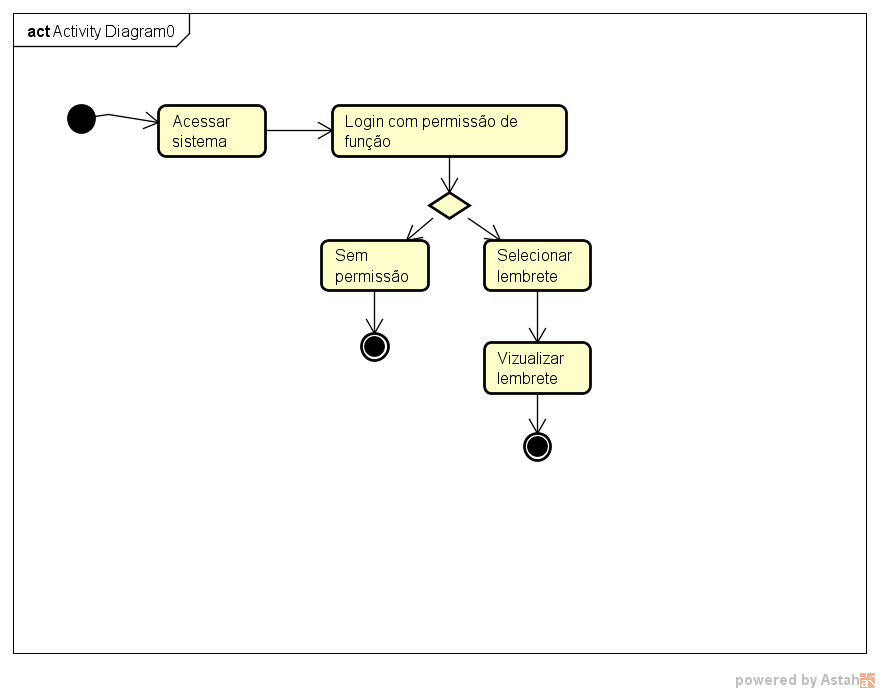 act Activity Diagram0
Acessar
sistema
Login com permissão de
função
Sem
permissão
Selecionar
lembrete
Vizualizar
lembrete
powered by Astah